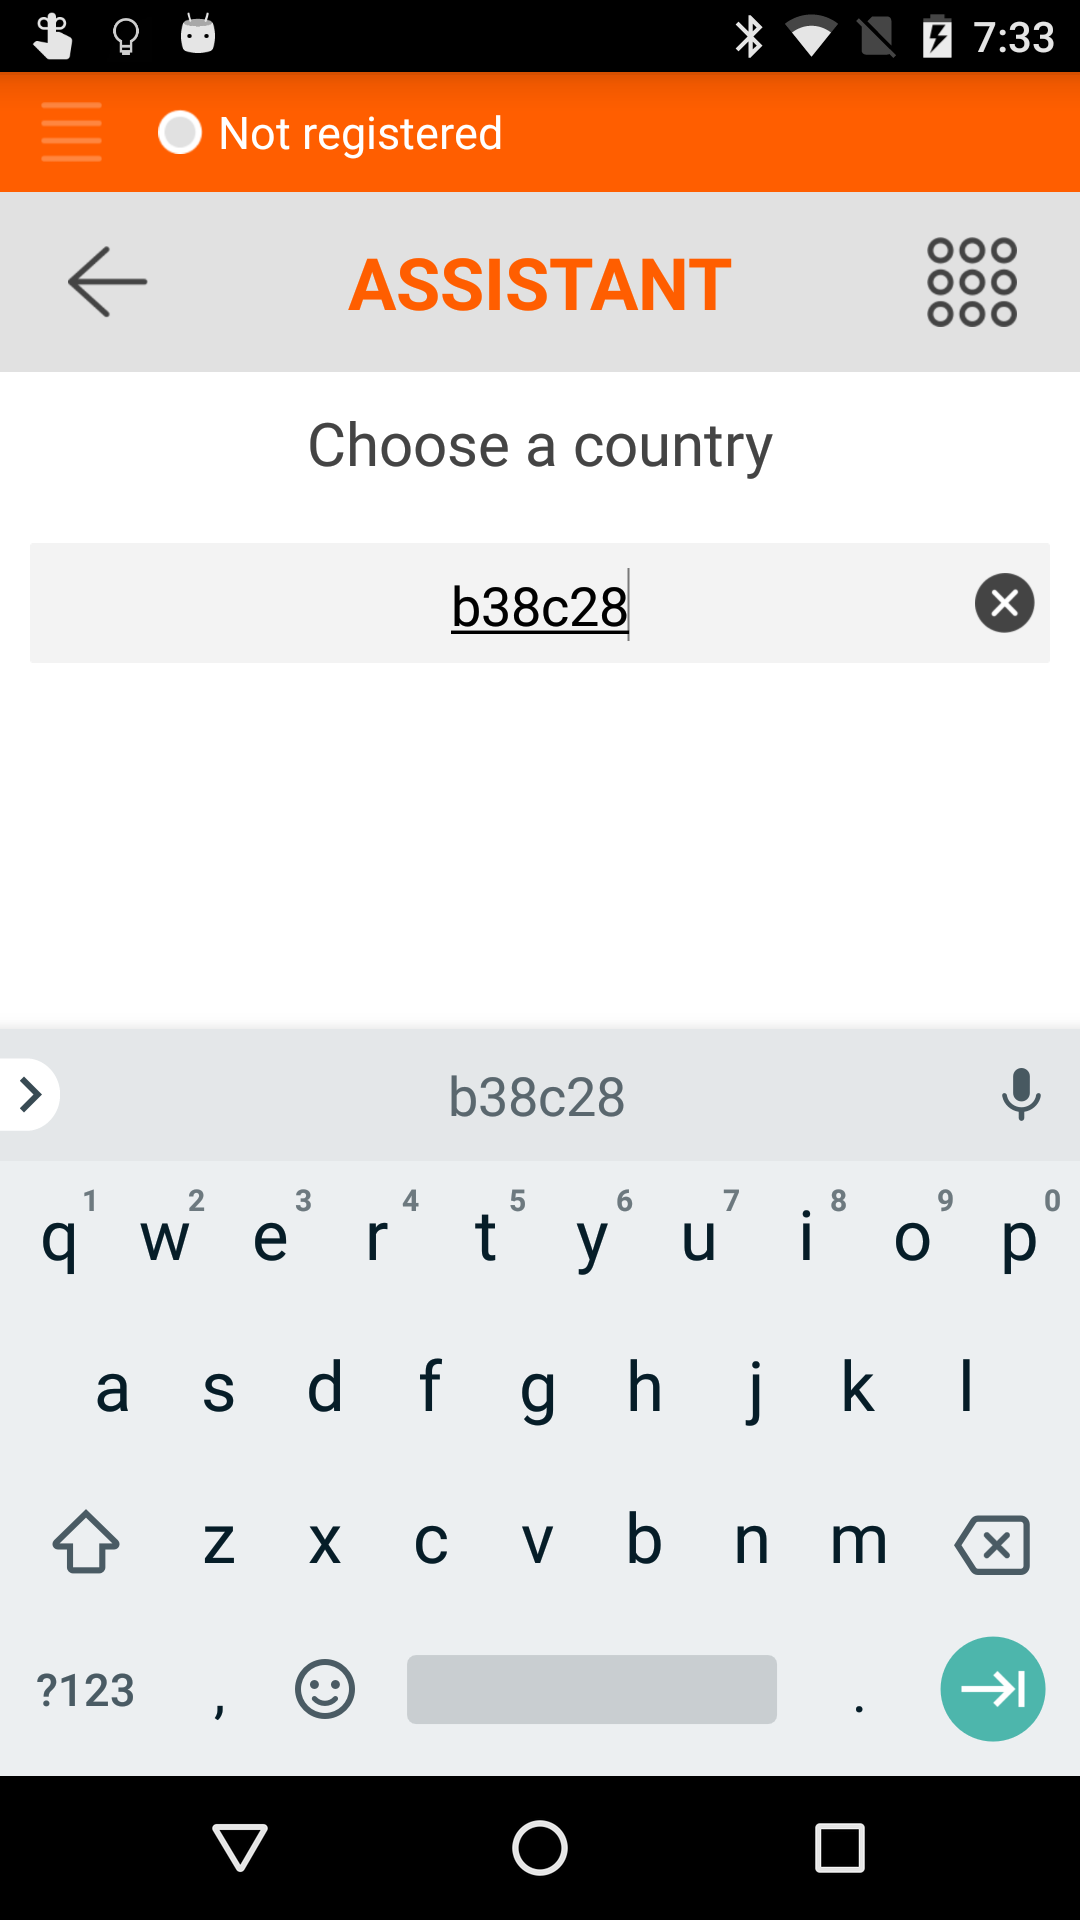 7:33
Not registered
ASSISTANT
Choose a country
b38c28
b38c28
q 1 w 2 e 3 r 4 t 5 y 6 u 7 i 8 o 9 p 0
a s d f g h j k l
z x c v b n m
?123 , .